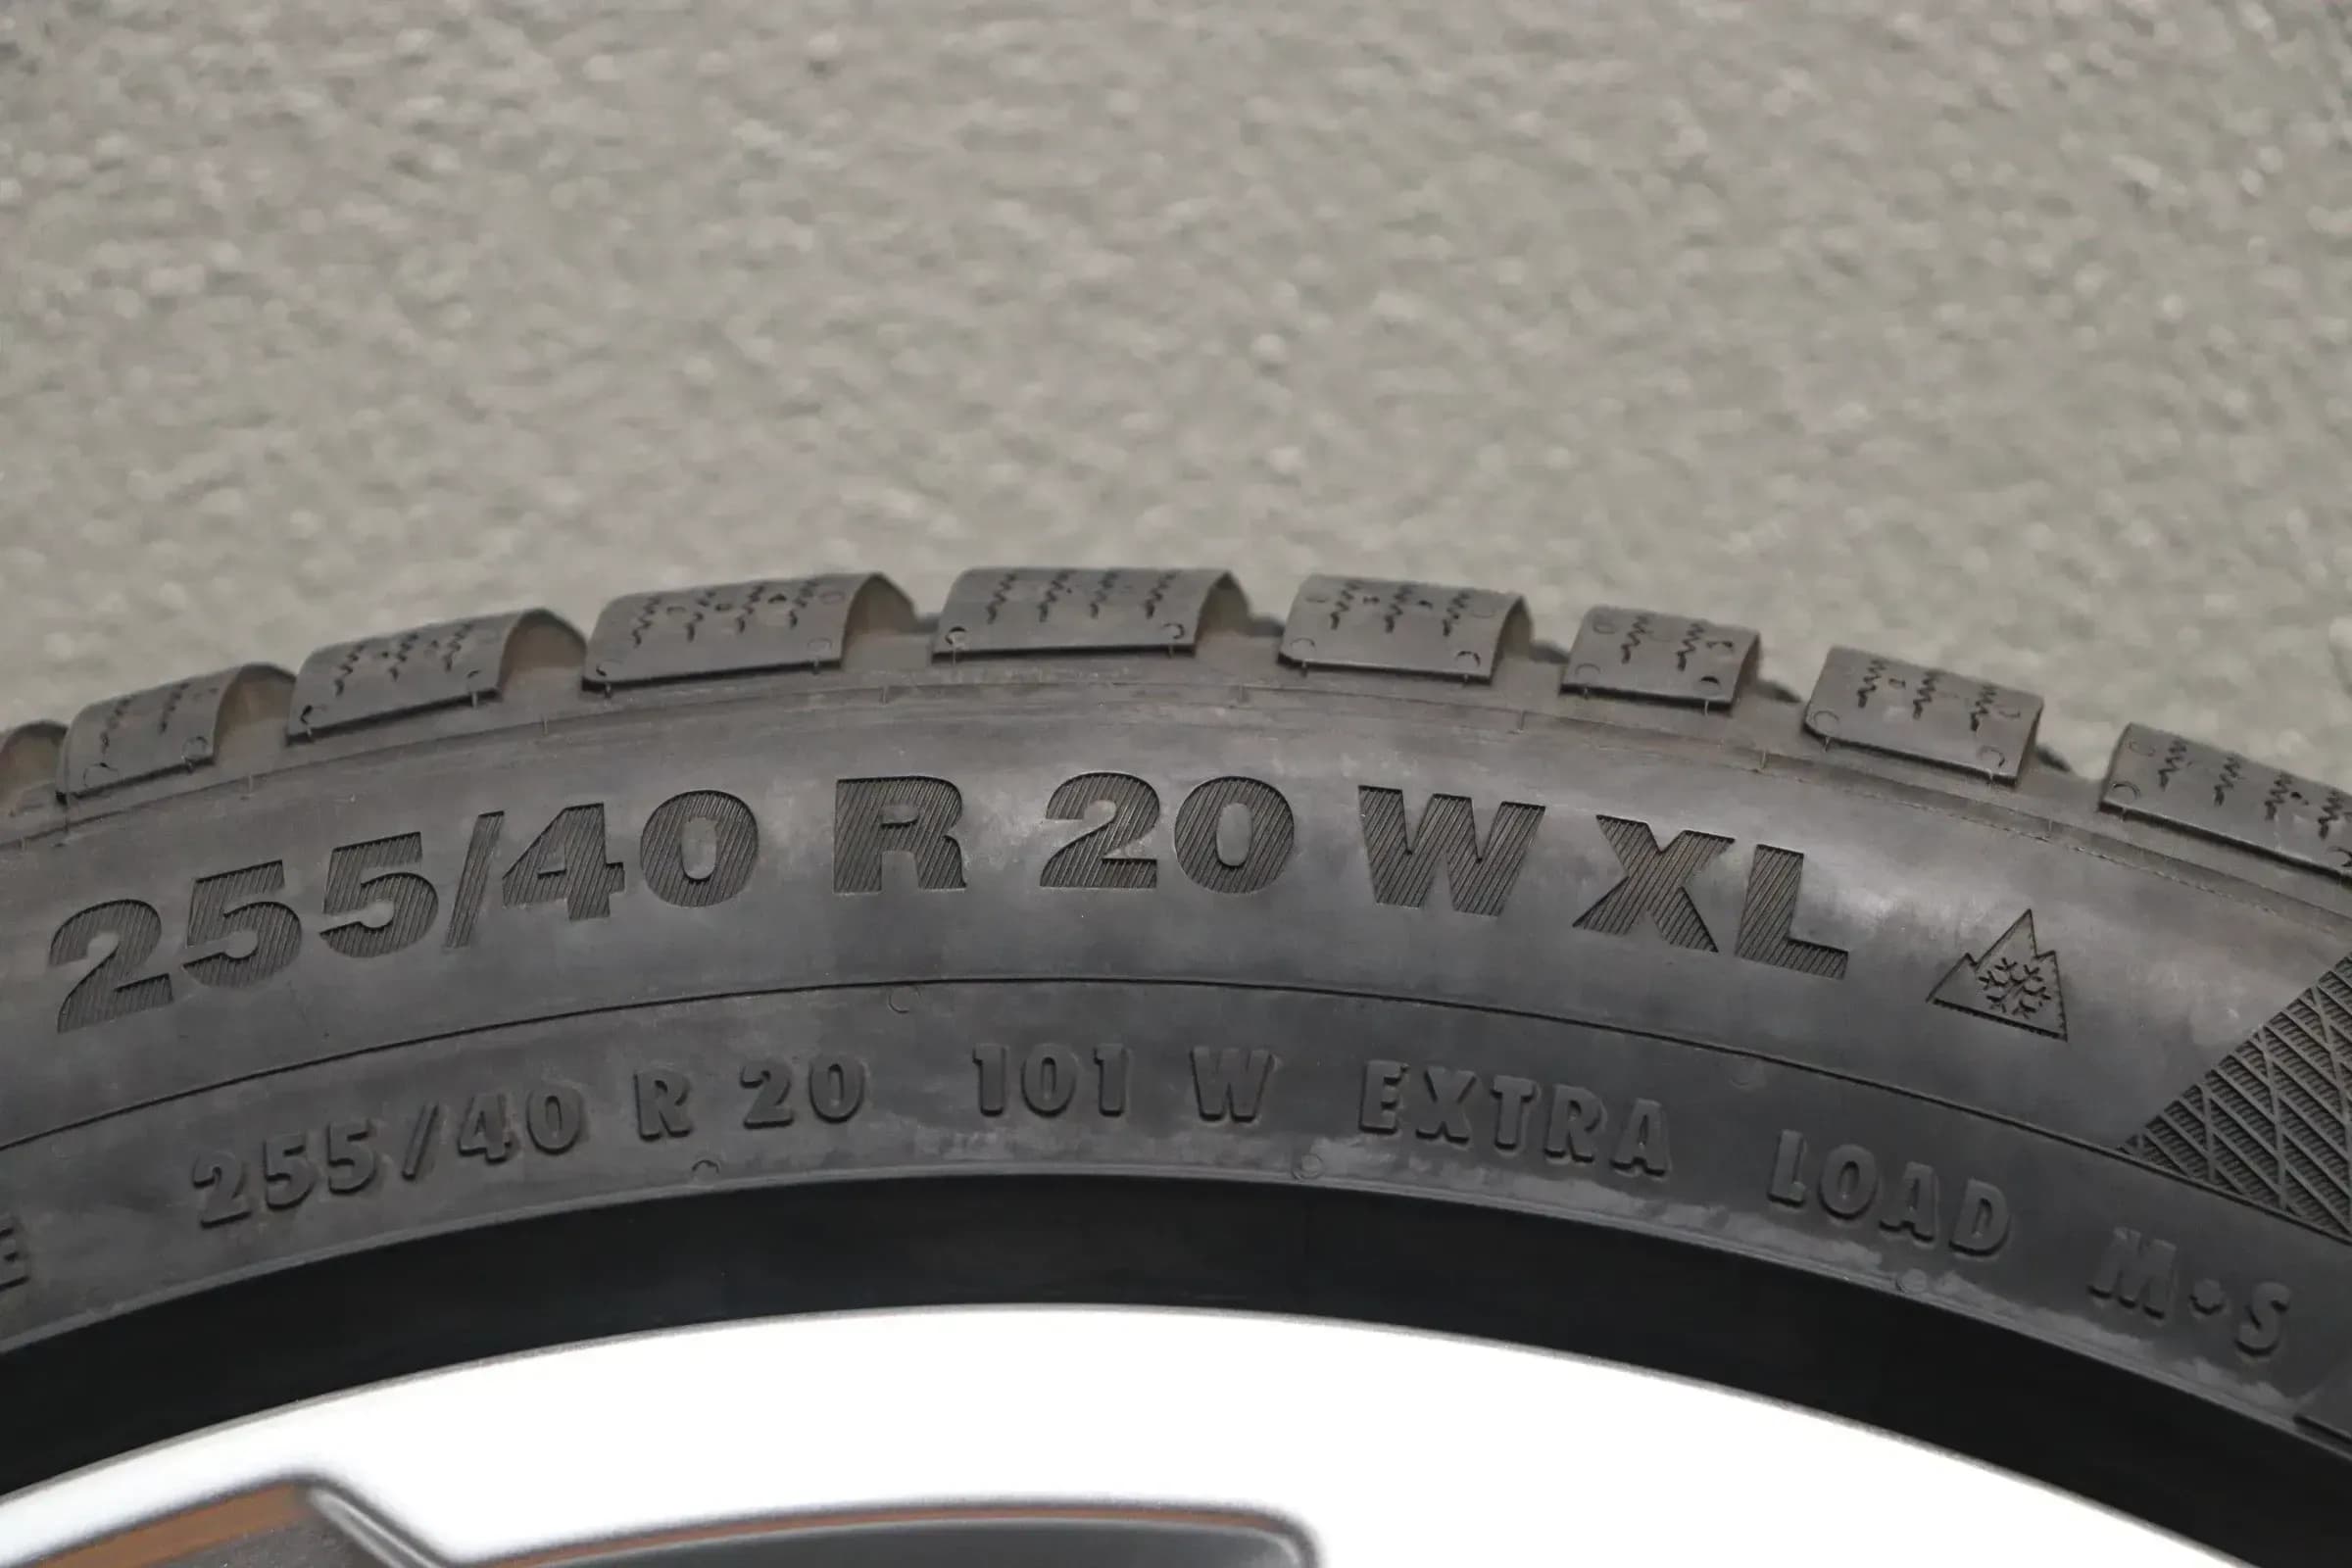 255/40 R 20 W XL
255/40 R 20 101 W EXTRA LOAD M+S